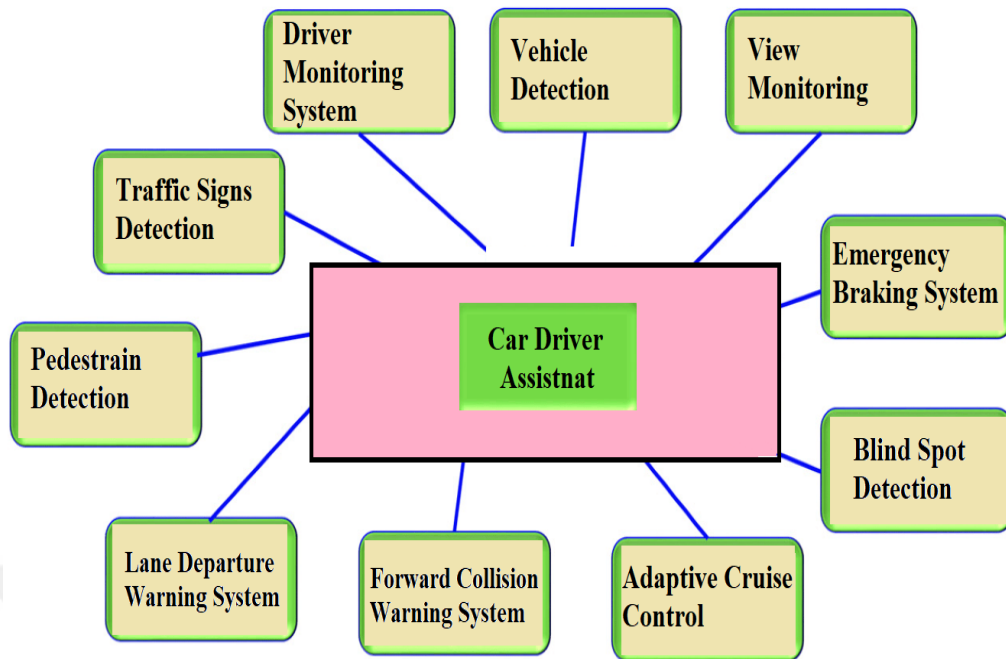 Driver
Monitoring
System
Vehicle
Detection
View
Monitoring
Traffic Signs
Detection
Emergency
Braking System
Car Driver
Assistnat
Pedestrain
Detection
Blind Spot
Detection
Lane Departure
Warning System
Forward Collision
Warning System
Adaptive Cruise
Control